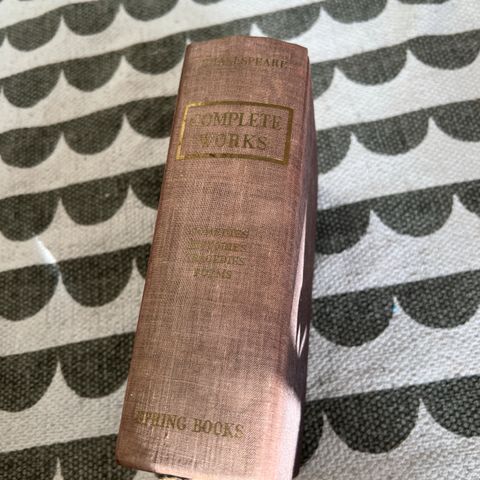 SHAKESPEARE
COMPLETE
WORKS
COMEDIES
HISTORIES
TRAGEDIES
POEMS
SPRING BOOKS